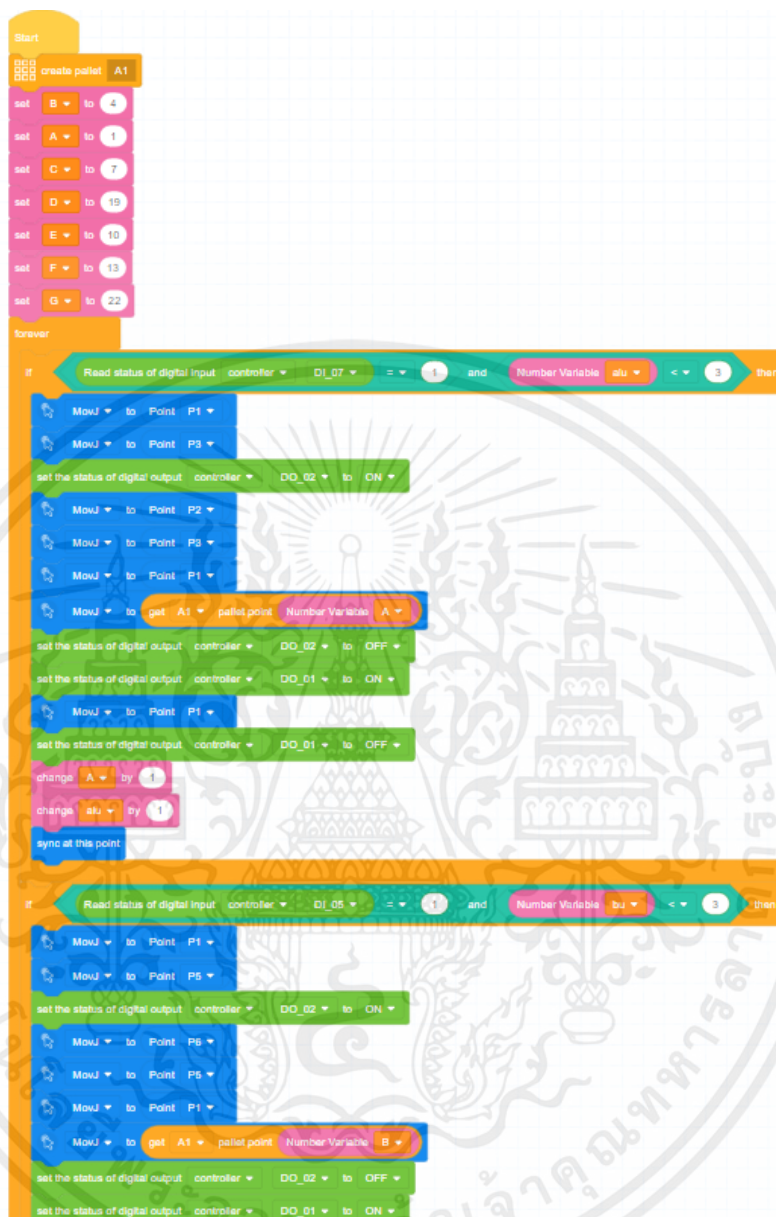 Start
create pallet A1
set B to 4
set A to 1
set C to 7
set D to 19
set E to 10
set F to 13
set G to 22
forever
If Read status of digital input controller DI_07 = 1 and Number Variable alu < 3 then
MovJ to Point P1
MovJ to Point P3
set the status of digital output controller DO_02 to ON
MovJ to Point P2
MovJ to Point P3
MovJ to Point P1
MovJ to get A1 pallet point Number Variable A
set the status of digital output controller DO_02 to OFF
set the status of digital output controller DO_01 to ON
MovJ to Point P1
set the status of digital output controller DO_01 to OFF
change A by 1
change alu by 1
sync at this point
If Read status of digital input controller DI_05 = 1 and Number Variable bu < 3 then
MovJ to Point P1
MovJ to Point P5
set the status of digital output controller DO_02 to ON
MovJ to Point P6
MovJ to Point P5
MovJ to Point P1
MovJ to get A1 pallet point Number Variable B
set the status of digital output controller DO_02 to OFF
set the status of digital output controller DO_01 to ON